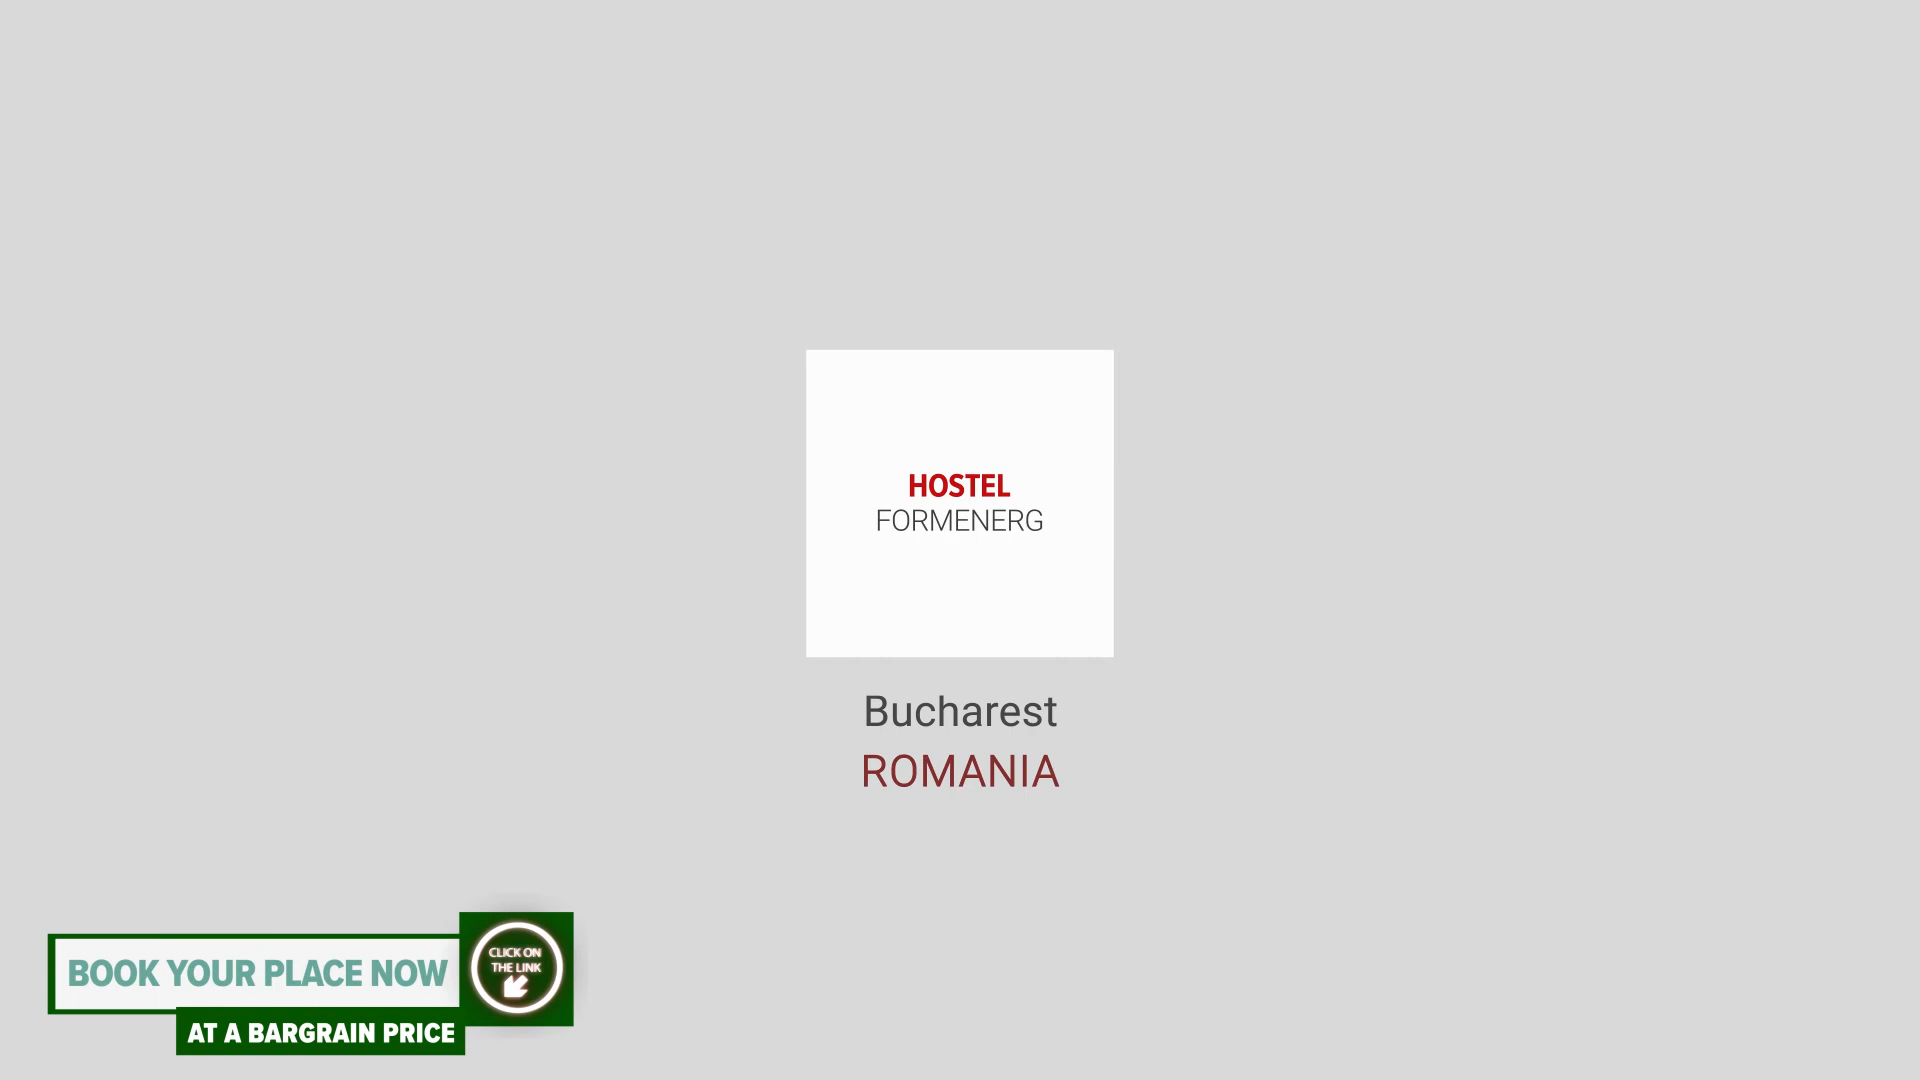 HOSTEL
FORMENERG
Bucharest
ROMANIA
BOOK YOUR PLACE NOW
CLICK ON
THE LINK
AT A BARGRAIN PRICE